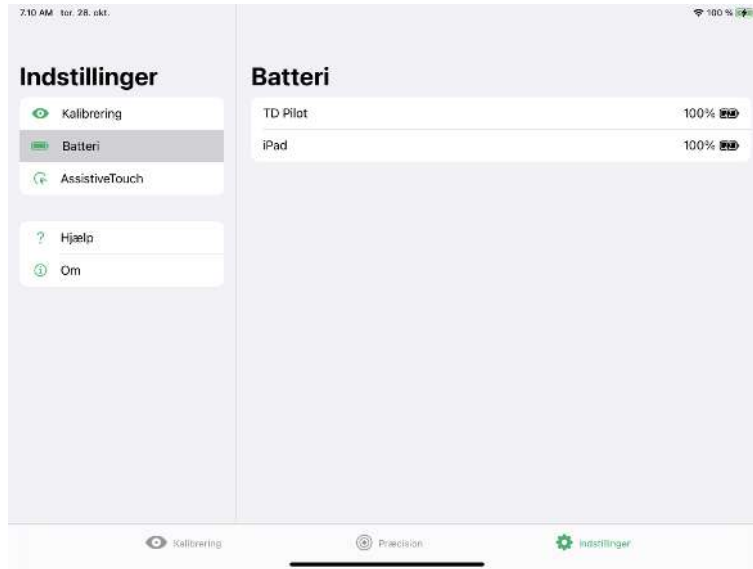 7.10 AM tor. 28. okt.
100 %
Indstillinger
Kalibrering
Batteri
AssistiveTouch
Hjælp
Om
Batteri
TD Pilot 100%
iPad 100%
Kalibrering
Præcision
Indstillinger